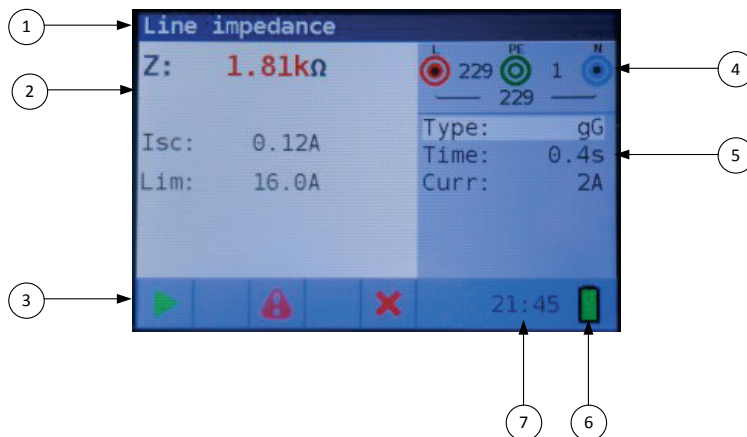 Line impedance
Z: 1.81kΩ
L PE N
229 1
229
Isc: 0.12A
Lim: 16.0A
Type: gG
Time: 0.4s
Curr: 2A
21:45
1
2
3
4
5
6
7